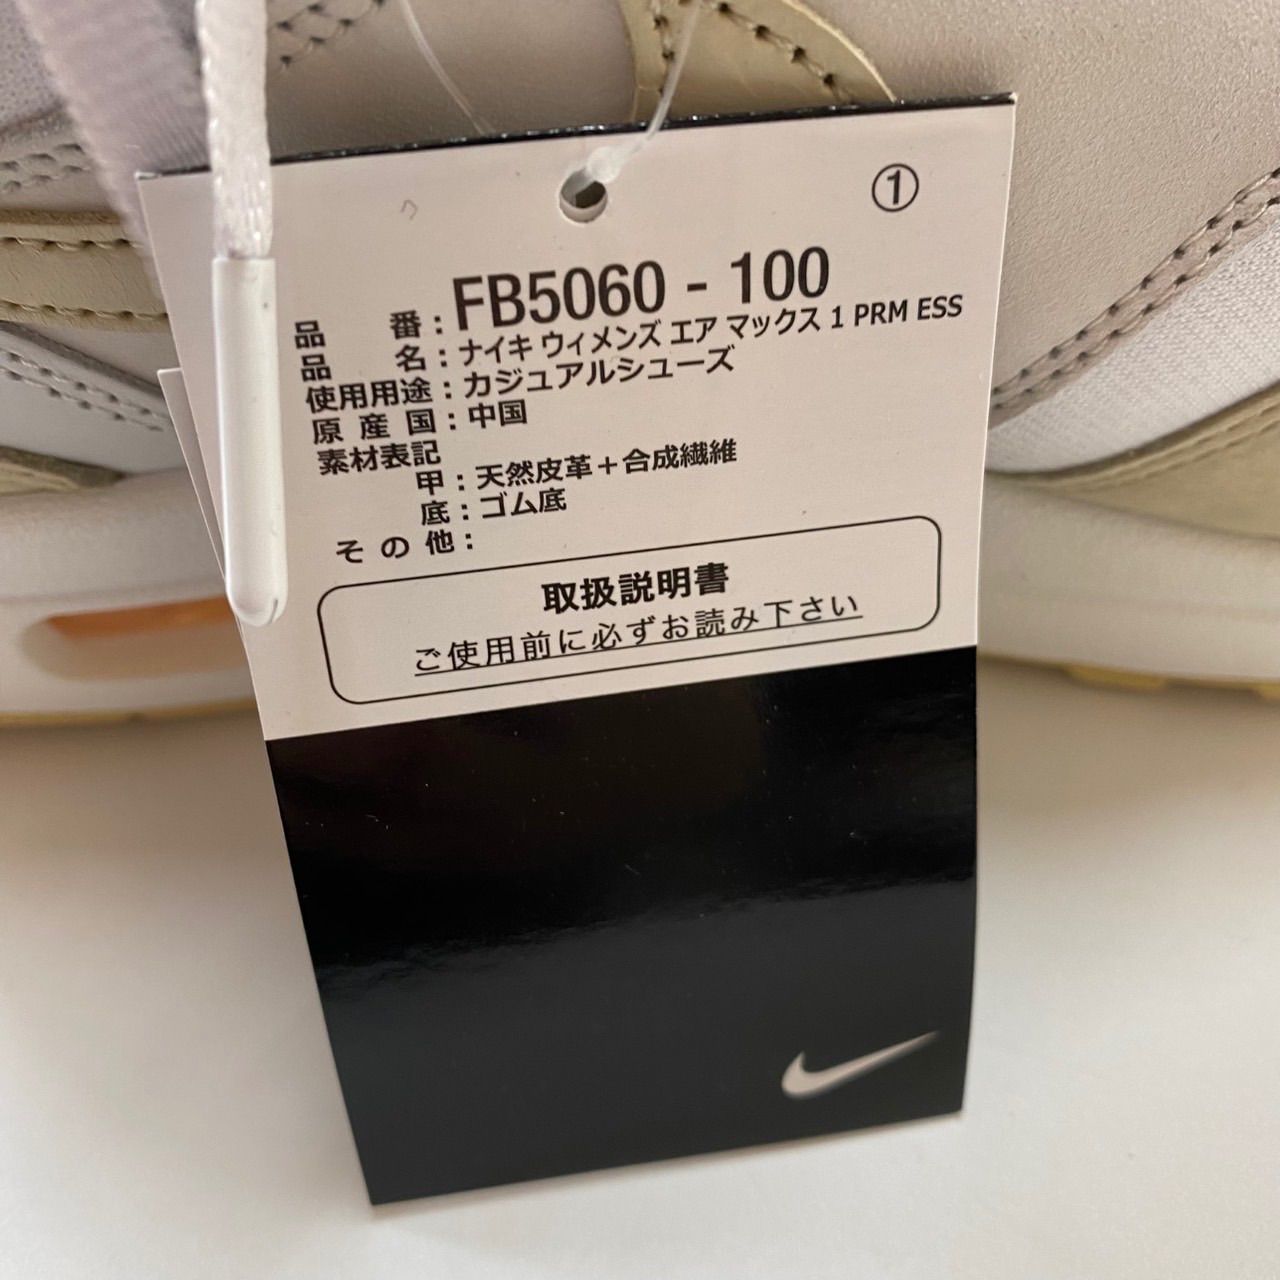 ①
品番：FB5060 - 100
品名：ナイキ ウィメンズ エア マックス 1 PRM ESS
使用用途：カジュアルシューズ
原産国：中国
素材表記
甲：天然皮革＋合成繊維
底：ゴム底
その他：
取扱説明書
ご使用前に必ずお読み下さい